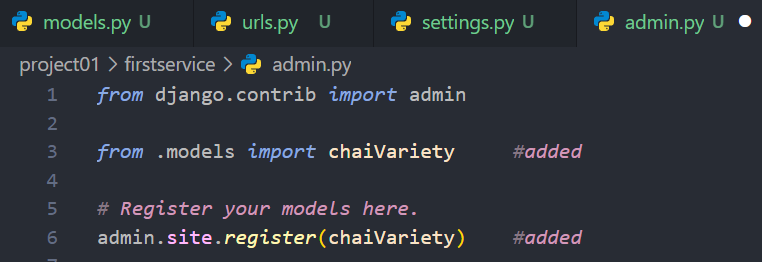 models.py U urls.py U settings.py U admin.py U
project01 > firstservice > admin.py
1 from django.contrib import admin
2
3 from .models import chaiVariety #added
4
5 # Register your models here.
6 admin.site.register(chaiVariety) #added